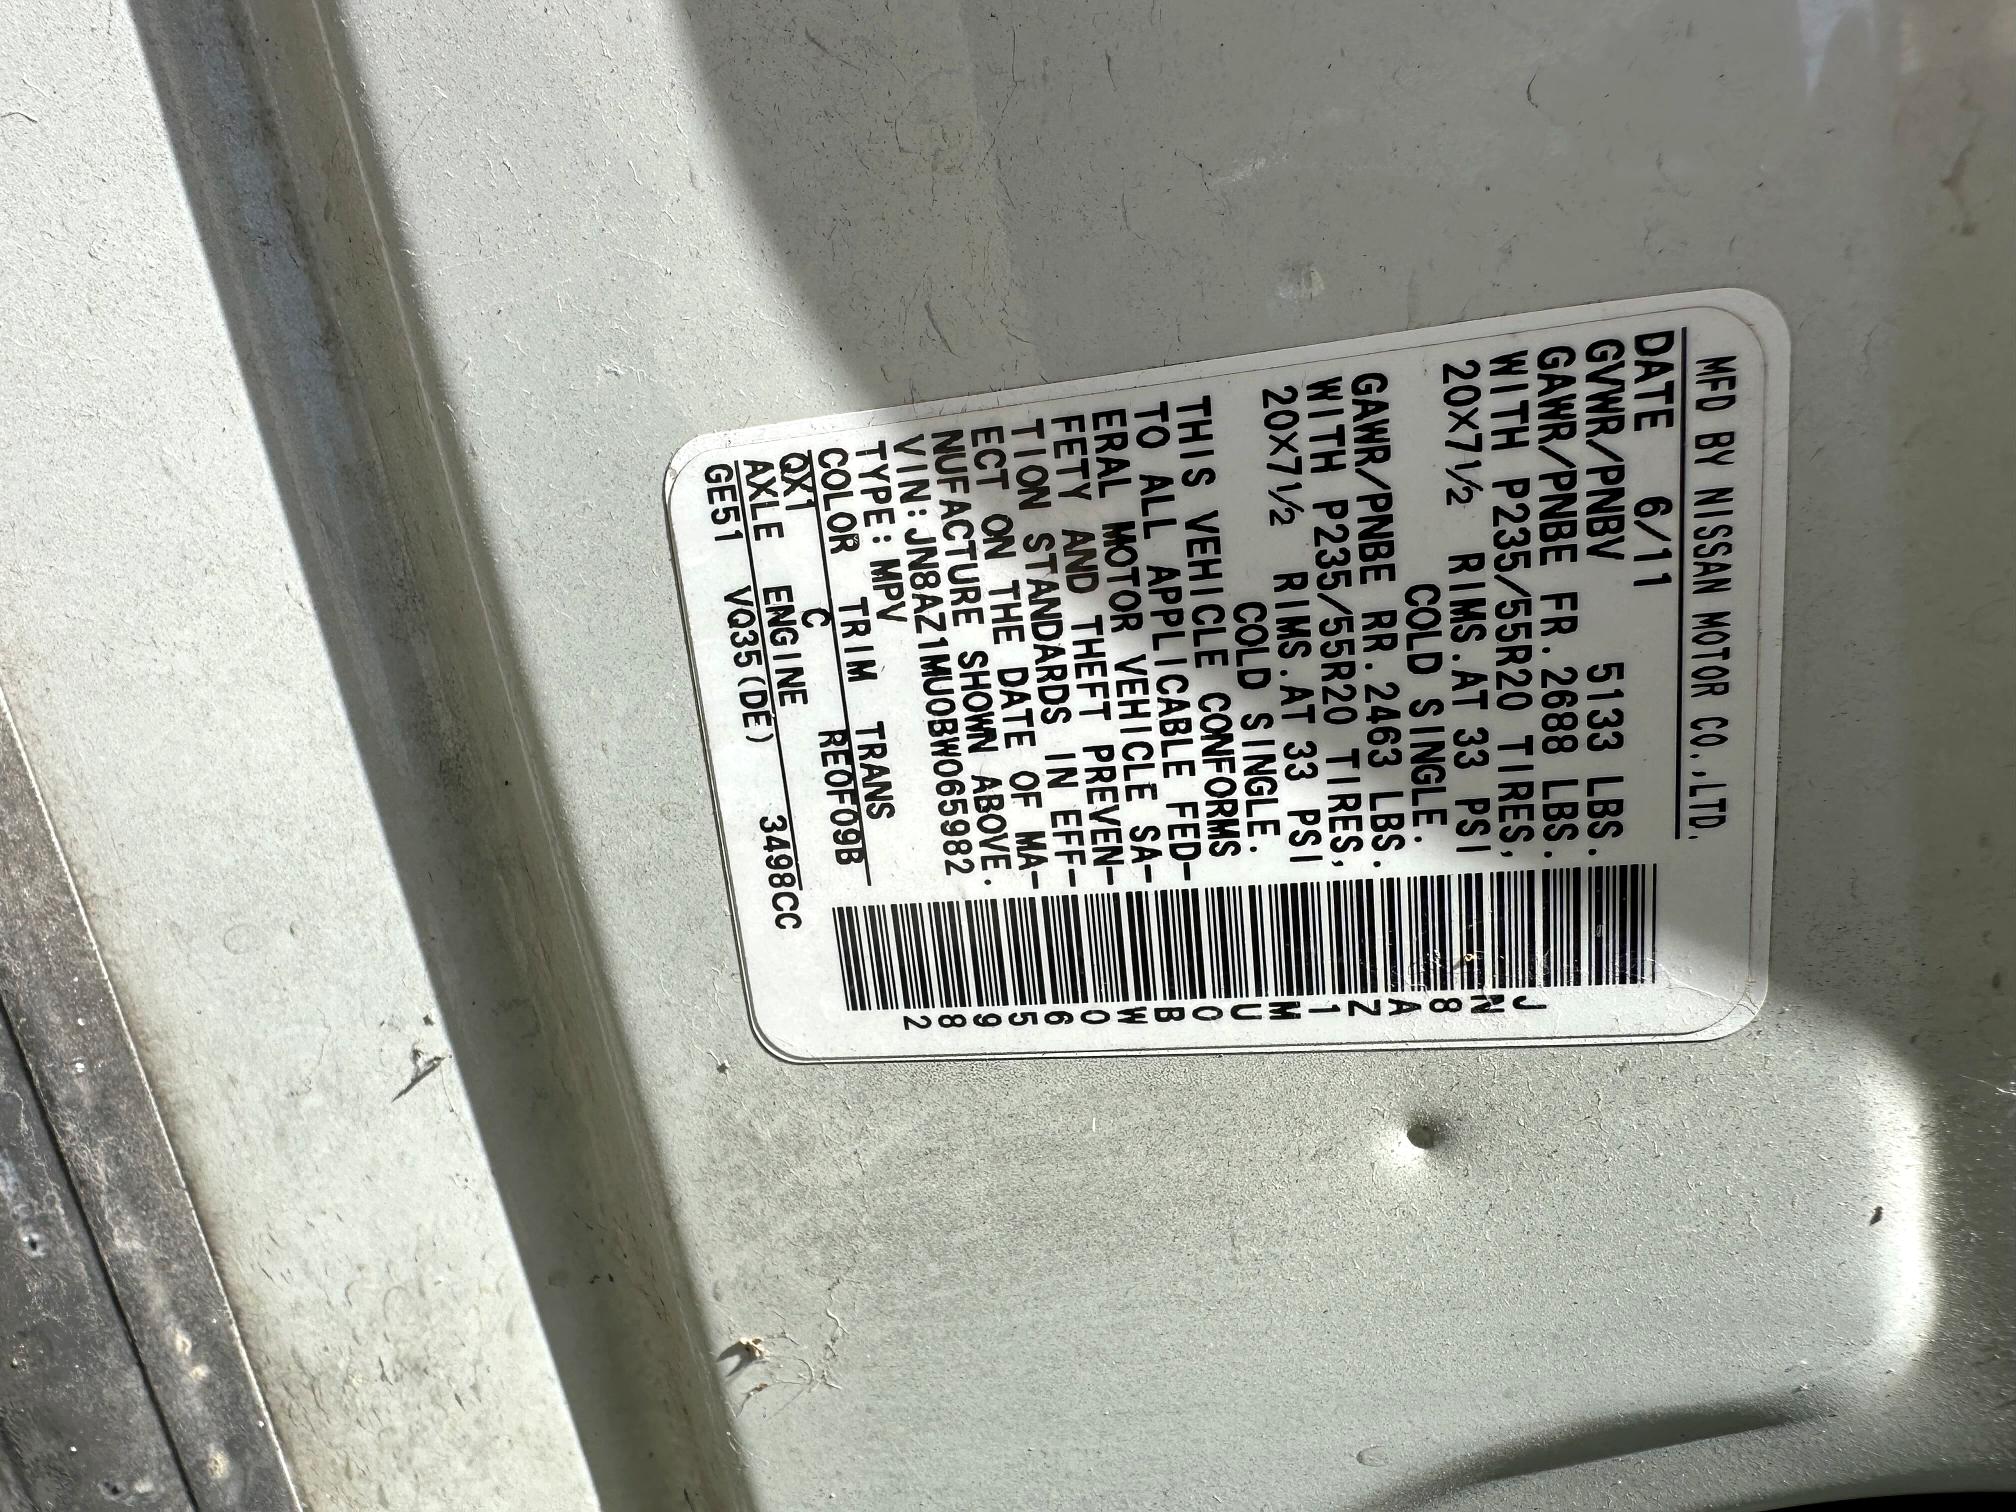 MFD BY NISSAN MOTOR CO.,LTD.
DATE 6/11
GVWR/PNBV 5133 LBS.
GAWR/PNBE FR.2688 LBS.
WITH P235/55R20 TIRES,
20X7½ RIMS.AT 33 PSI
COLD SINGLE.
GAWR/PNBE RR.2463 LBS.
WITH P235/55R20 TIRES,
20X7½ RIMS.AT 33 PSI
COLD SINGLE.
THIS VEHICLE CONFORMS
TO ALL APPLICABLE FED-
ERAL MOTOR VEHICLE SA-
FETY AND THEFT PREVEN-
TION STANDARDS IN EFF-
ECT ON THE DATE OF MA-
NUFACTURE SHOWN ABOVE.
VIN:JN8AZ1MU0BW065982
TYPE:MPV
COLOR TRIM TRANS
QX1 C RE0F09B
AXLE ENGINE
GE51 VQ35(DE) 3498CC
JN8AZ1MU0BW065982